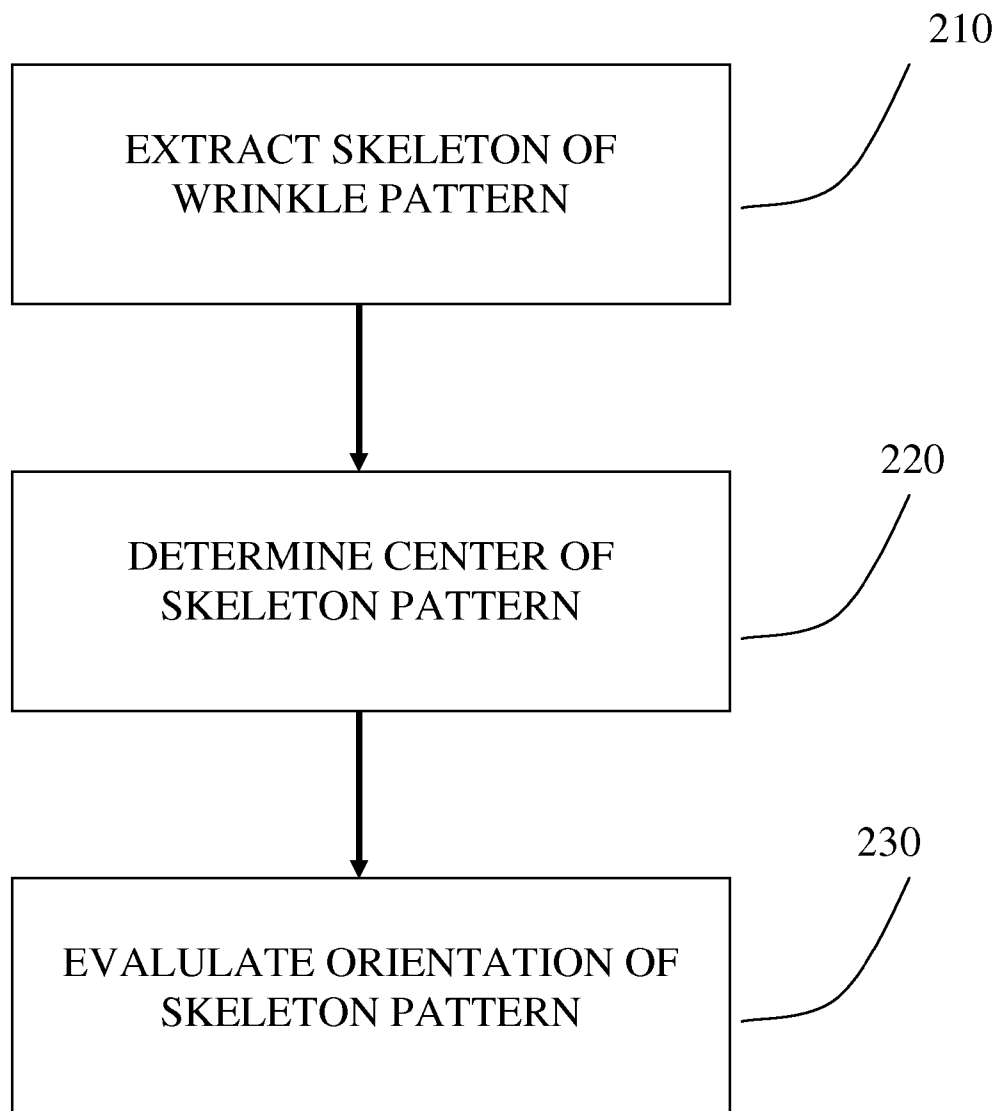 210
EXTRACT SKELETON OF
WRINKLE PATTERN
220
DETERMINE CENTER OF
SKELETON PATTERN
230
EVALULATE ORIENTATION OF
SKELETON PATTERN